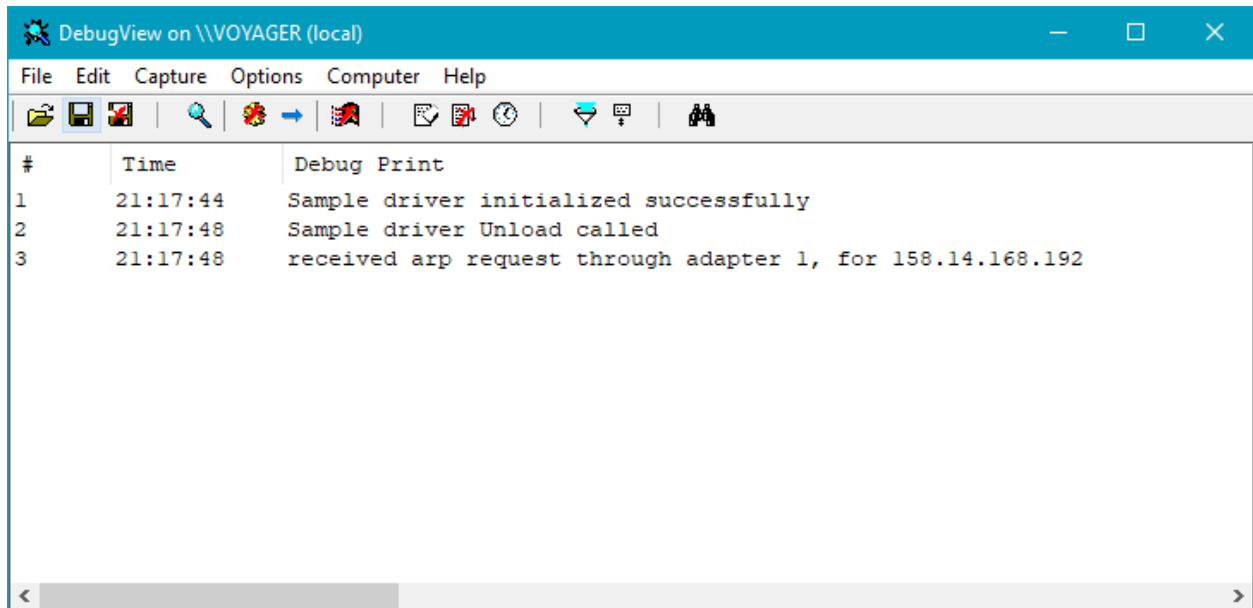 DebugView on \\VOYAGER (local)
File Edit Capture Options Computer Help
# Time Debug Print
1 21:17:44 Sample driver initialized successfully
2 21:17:48 Sample driver Unload called
3 21:17:48 received arp request through adapter 1, for 158.14.168.192